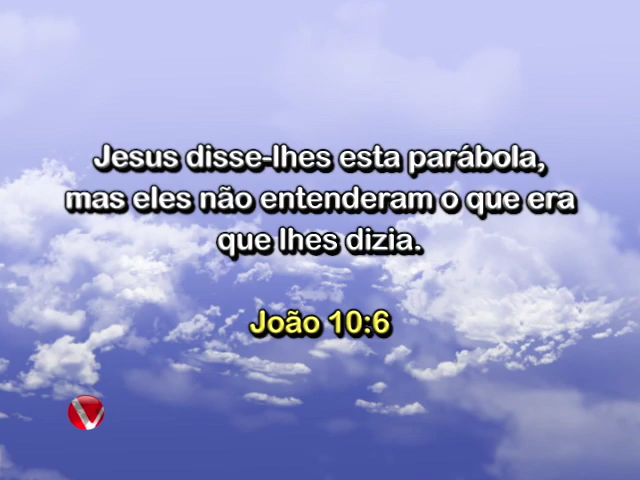 Jesus disse-lhes esta parábola,
mas eles não entenderam o que era
que lhes dizia.
João 10:6
V